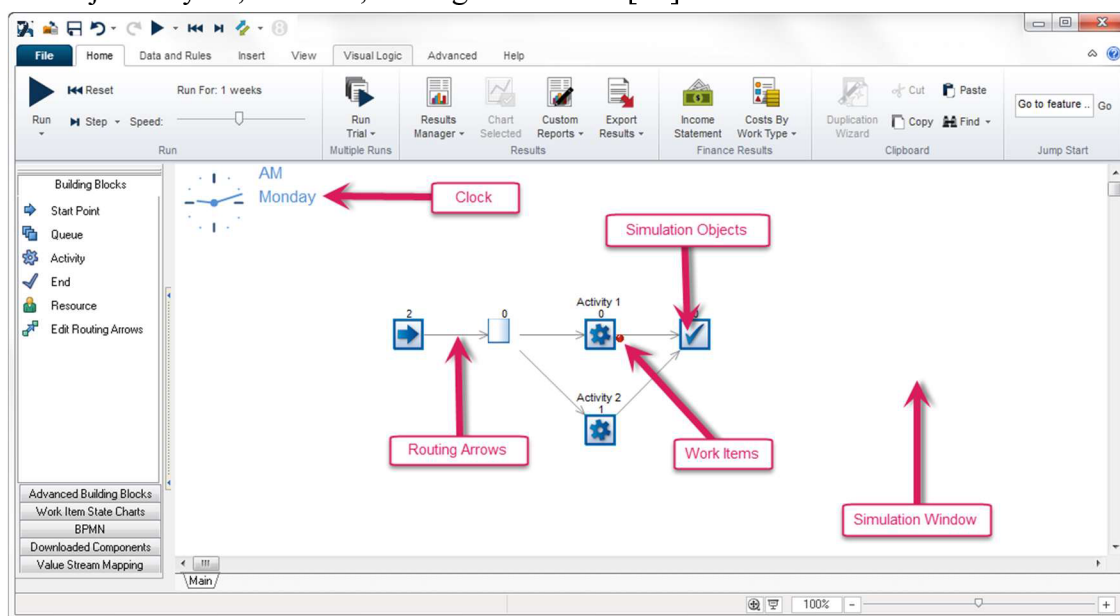 File Home Data and Rules Insert View Visual Logic Advanced Help
Run
Reset
Step Speed:
Run For: 1 weeks
Run
Run Trial
Multiple Runs
Results Manager
Chart Selected
Custom Reports
Export Results
Results
Income Statement
Costs By Work Type
Finance Results
Duplication Wizard
Cut
Copy
Paste
Find
Clipboard
Go to feature .. Go
Jump Start
Building Blocks
Start Point
Queue
Activity
End
Resource
Edit Routing Arrows
Advanced Building Blocks
Work Item State Charts
BPMN
Downloaded Components
Value Stream Mapping
AM
Monday
Clock
Simulation Objects
Activity 1
2 0 0
Activity 2
1
Routing Arrows
Work Items
Simulation Window
Main
100%